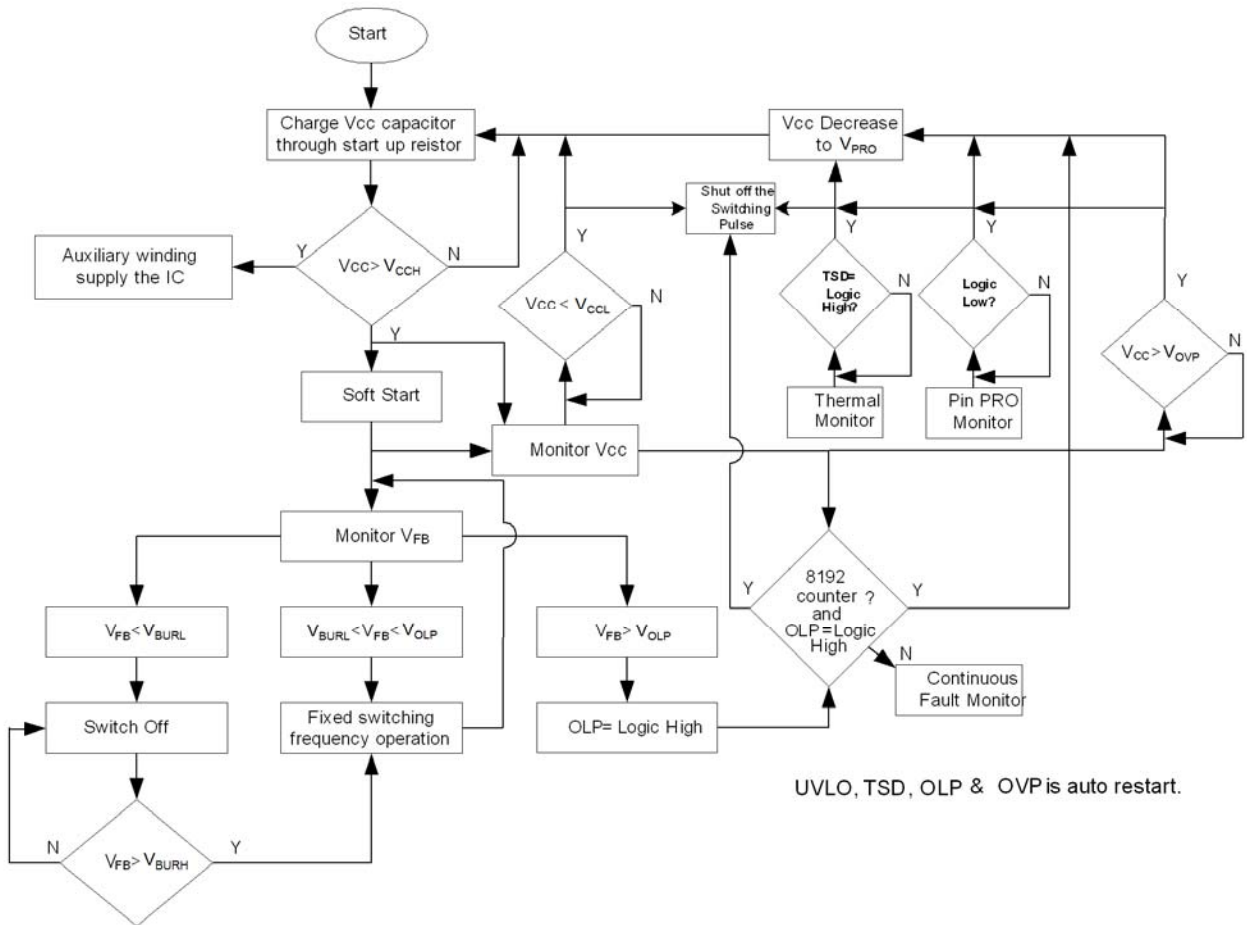 Start
Charge Vcc capacitor
through start up reistor
Vcc Decrease
to VPRO
Shut off the
Switching
Pulse
Auxiliary winding
supply the IC
Y
Vcc> VCCH
N
Y
Vcc < VCCL
N
Y
TSD=
Logic
High?
N
Y
Logic
Low?
N
Y
VCC > VOVP
N
Y
Soft Start
Thermal
Monitor
Pin PRO
Monitor
Monitor Vcc
Monitor VFB
Y
8192
counter ?
and
OLP=Logic
High
Y
N
Continuous
Fault Monitor
VFB< VBURL
VBURL<VFB< VOLP
VFB> VOLP
Switch Off
Fixed switching
frequency operation
OLP= Logic High
UVLO, TSD, OLP & OVP is auto restart.
N
VFB> VBURH
Y